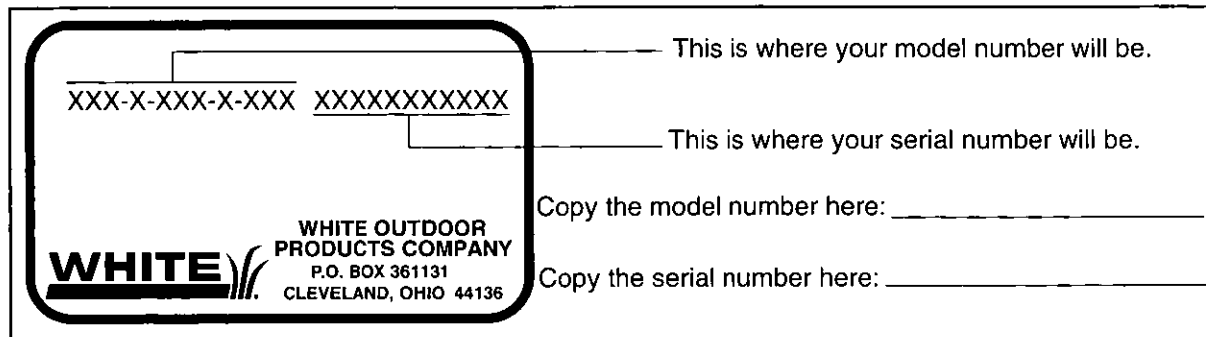 This is where your model number will be.
XXX-X-XXX-X-XXX XXXXXXXXXXX
This is where your serial number will be.
Copy the model number here:
Copy the serial number here:
WHITE
WHITE OUTDOOR
PRODUCTS COMPANY
P.O. BOX 361131
CLEVELAND, OHIO 44136